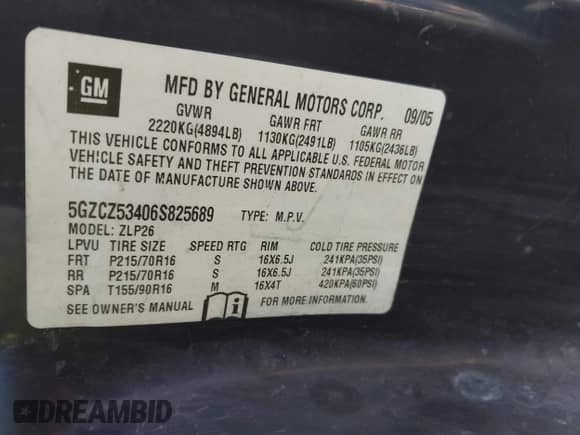 GM
MFD BY GENERAL MOTORS CORP. 09/05
GVWR GAWR FRT GAWR RR
2220KG(4894LB) 1130KG(2491LB) 1105KG(2436LB)
THIS VEHICLE CONFORMS TO ALL APPLICABLE U.S. FEDERAL MOTOR
VEHICLE SAFETY AND THEFT PREVENTION STANDARDS IN EFFECT ON
THE DATE OF MANUFACTURE SHOWN ABOVE.
5GZCZ53406S825689 TYPE: M.P.V.
MODEL: ZLP26
LPVU TIRE SIZE SPEED RTG RIM COLD TIRE PRESSURE
FRT P215/70R16 S 16X6.5J 241KPA(35PSI)
RR P215/70R16 S 16X6.5J 241KPA(35PSI)
SPA T155/90R16 M 16X4T 420KPA(60PSI)
SEE OWNER'S MANUAL
DREAMBID